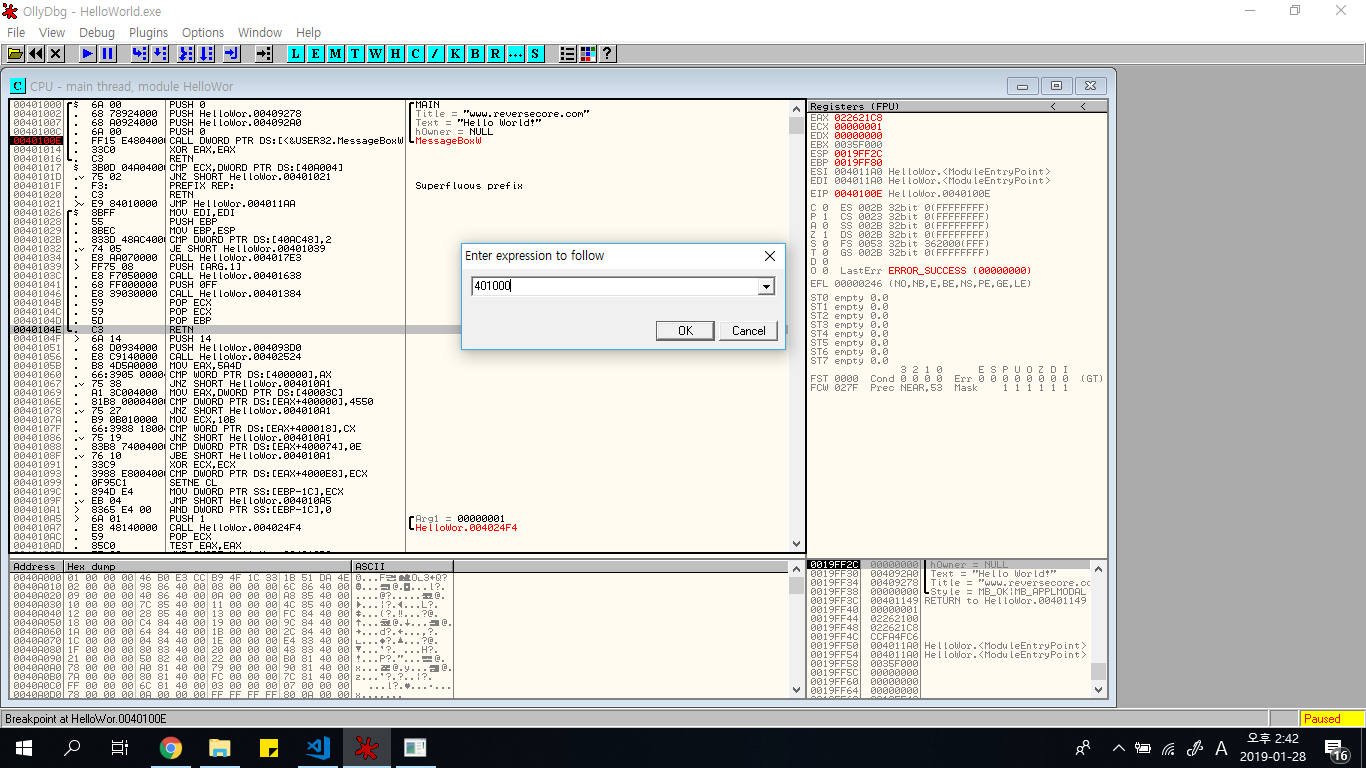 OllyDbg - HelloWorld.exe
File View Debug Plugins Options Window Help
L E M T W H C / K B R ... S ?
C CPU - main thread, module HelloWor
00401000 $ 6A 00 PUSH 0 MAIN
00401002 . 68 78924000 PUSH HelloWor.00409278 Title = "www.reversecore.com"
00401007 . 68 A0924000 PUSH HelloWor.004092A0 Text = "Hello World!"
0040100C . 6A 00 PUSH 0 hOwner = NULL
0040100E . FF15 E4804000 CALL DWORD PTR DS:[<&USER32.MessageBoxW MessageBoxW
00401014 . 33C0 XOR EAX,EAX
00401016 . C3 RETN
00401017 $ 3B0D 04A04000 CMP ECX,DWORD PTR DS:[40A004]
0040101D .v 75 02 JNZ SHORT HelloWor.00401021
0040101F . F3: PREFIX REP: Superfluous prefix
00401020 . C3 RETN
00401021 >v E9 84010000 JMP HelloWor.004011AA
00401026 $ 8BFF MOV EDI,EDI
00401028 . 55 PUSH EBP
00401029 . 8BEC MOV EBP,ESP
0040102B . 833D 48AC4000 CMP DWORD PTR DS:[40AC48],2
00401032 .v 74 05 JE SHORT HelloWor.00401039
00401034 . E8 AA070000 CALL HelloWor.004017E3
00401039 > FF75 08 PUSH [ARG.1]
0040103C . E8 F7050000 CALL HelloWor.00401638
00401041 . 68 FF000000 PUSH 0FF
00401046 . E8 39030000 CALL HelloWor.00401384
0040104B . 59 POP ECX
0040104C . 59 POP ECX
0040104D . 5D POP EBP
0040104E . C3 RETN
0040104F > 6A 14 PUSH 14
00401051 . 68 D0934000 PUSH HelloWor.004093D0
00401056 . E8 C9140000 CALL HelloWor.00402524
0040105B . B8 4D5A0000 MOV EAX,5A4D
00401060 . 66:3905 00004 CMP WORD PTR DS:[400000],AX
00401067 .v 75 38 JNZ SHORT HelloWor.004010A1
00401069 . A1 3C004000 MOV EAX,DWORD PTR DS:[40003C]
0040106E . 81B8 00004000 CMP DWORD PTR DS:[EAX+400000],4550
00401078 .v 75 27 JNZ SHORT HelloWor.004010A1
0040107A . B9 0B010000 MOV ECX,10B
0040107F . 66:3988 18004 CMP WORD PTR DS:[EAX+400018],CX
00401086 .v 75 19 JNZ SHORT HelloWor.004010A1
00401088 . 83B8 74004000 CMP DWORD PTR DS:[EAX+400074],0E
0040108F .v 76 10 JBE SHORT HelloWor.004010A1
00401091 . 33C9 XOR ECX,ECX
00401093 . 3988 E8004000 CMP DWORD PTR DS:[EAX+4000E8],ECX
00401099 . 0F95C1 SETNE CL
0040109C . 894D E4 MOV DWORD PTR SS:[EBP-1C],ECX
0040109F .v EB 04 JMP SHORT HelloWor.004010A5
004010A1 > 8365 E4 00 AND DWORD PTR SS:[EBP-1C],0
004010A5 > 6A 01 PUSH 1 Arg1 = 00000001
004010A7 . E8 48140000 CALL HelloWor.004024F4 HelloWor.004024F4
004010AC . 59 POP ECX
004010AD . 85C0 TEST EAX,EAX
Enter expression to follow
401000
OK Cancel
Registers (FPU) < <
EAX 022621C8
ECX 00000001
EDX 00000000
EBX 0035F000
ESP 0019FF2C
EBP 0019FF80
ESI 004011A0 HelloWor.<ModuleEntryPoint>
EDI 004011A0 HelloWor.<ModuleEntryPoint>
EIP 0040100E HelloWor.0040100E
C 0 ES 002B 32bit 0(FFFFFFFF)
P 1 CS 0023 32bit 0(FFFFFFFF)
A 0 SS 002B 32bit 0(FFFFFFFF)
Z 1 DS 002B 32bit 0(FFFFFFFF)
S 0 FS 0053 32bit 362000(FFF)
T 0 GS 002B 32bit 0(FFFFFFFF)
D 0
O 0 LastErr ERROR_SUCCESS (00000000)
EFL 00000246 (NO,NB,E,BE,NS,PE,GE,LE)
ST0 empty 0.0
ST1 empty 0.0
ST2 empty 0.0
ST3 empty 0.0
ST4 empty 0.0
ST5 empty 0.0
ST6 empty 0.0
ST7 empty 0.0
3 2 1 0 E S P U O Z D I
FST 0000 Cond 0 0 0 0 Err 0 0 0 0 0 0 0 0 (GT)
FCW 027F Prec NEAR,53 Mask 1 1 1 1 1 1
Address Hex dump ASCII
0040A000 01 00 00 00 46 B0 E3 CC B9 4F 1C 33 1B 51 DA 4E
0040A010 02 00 00 00 98 86 40 00 08 00 00 00 6C 86 40 00
0040A020 09 00 00 00 40 86 40 00 0A 00 00 00 A8 85 40 00
0040A030 10 00 00 00 7C 85 40 00 11 00 00 00 4C 85 40 00
0040A040 12 00 00 00 28 85 40 00 13 00 00 00 FC 84 40 00
0040A050 18 00 00 00 C4 84 40 00 19 00 00 00 9C 84 40 00
0040A060 1A 00 00 00 64 84 40 00 1B 00 00 00 2C 84 40 00
0040A070 1C 00 00 00 04 84 40 00 1E 00 00 00 E4 83 40 00
0040A080 1F 00 00 00 80 83 40 00 20 00 00 00 48 83 40 00
0040A090 21 00 00 00 50 82 40 00 22 00 00 00 B0 81 40 00
0040A0A0 78 00 00 00 A0 81 40 00 79 00 00 00 90 81 40 00
0040A0B0 7A 00 00 00 80 81 40 00 FC 00 00 00 7C 81 40 00
0040A0C0 FF 00 00 00 6C 81 40 00 03 00 00 00 07 00 00 00
0040A0D0 78 00 00 00 0A 00 00 00 FF FF FF FF 80 0A 00 00
0019FF2C 00000000 hOwner = NULL
0019FF30 004092A0 Text = "Hello World!"
0019FF34 00409278 Title = "www.reversecore.co
0019FF38 00000000 Style = MB_OK|MB_APPLMODAL
0019FF3C 00401149 RETURN to HelloWor.00401149
0019FF40 00000001
0019FF44 02262100
0019FF48 022621C8
0019FF4C CCFA4FC6
0019FF50 004011A0 HelloWor.<ModuleEntryPoint>
0019FF54 004011A0 HelloWor.<ModuleEntryPoint>
0019FF58 0035F000
0019FF5C 00000000
0019FF60 00000000
0019FF64 00000000
Breakpoint at HelloWor.0040100E Paused
A 오후 2:42
2019-01-28 16